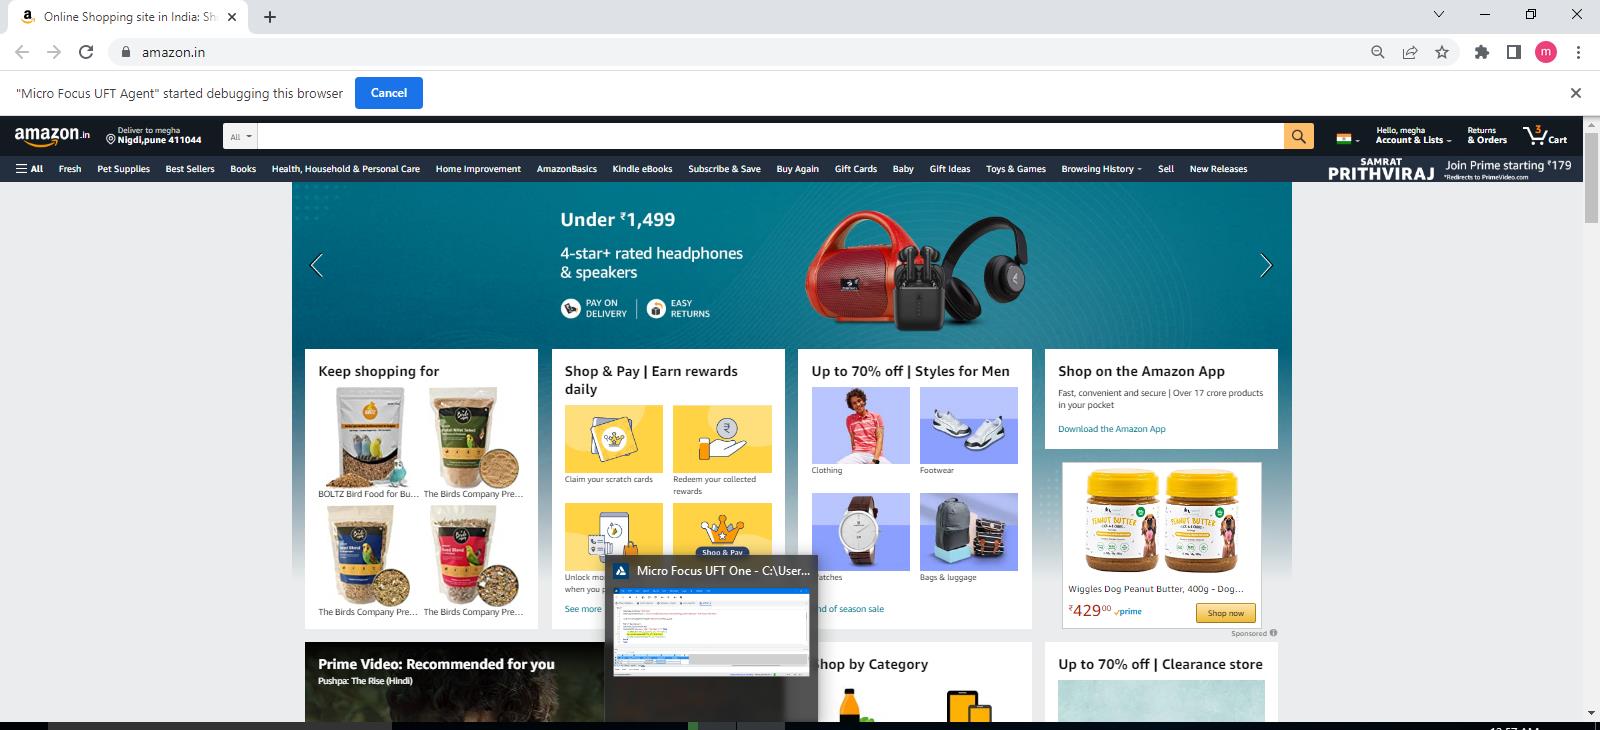 Online Shopping site in India: Sh
amazon.in
"Micro Focus UFT Agent" started debugging this browser
Cancel
m
amazon.in
Deliver to megha
Nigdi,pune 411044
All
Hello, megha
Account & Lists
Returns
& Orders
3
Cart
All
Fresh
Pet Supplies
Best Sellers
Books
Health, Household & Personal Care
Home Improvement
AmazonBasics
Kindle eBooks
Subscribe & Save
Buy Again
Gift Cards
Baby
Gift Ideas
Toys & Games
Browsing History
Sell
New Releases
SAMRAT
PRITHVIRAJ
Join Prime starting ₹179
*Redirects to PrimeVideo.com
Under ₹1,499
4-star+ rated headphones
& speakers
PAY ON
DELIVERY
EASY
RETURNS
Keep shopping for
BOLTZ Bird Food for Bu...
The Birds Company Pre...
The Birds Company Pre...
The Birds Company Pre...
Shop & Pay | Earn rewards
daily
Claim your scratch cards
Redeem your collected
rewards
Shop & Pay
Unlock mo
when you p
See more
Up to 70% off | Styles for Men
Clothing
Footwear
atches
Bags & luggage
nd of season sale
Shop on the Amazon App
Fast, convenient and secure | Over 17 crore products
in your pocket
Download the Amazon App
PEANUT BUTTER
PEANUT BUTTER
Wiggles Dog Peanut Butter, 400g - Dog...
₹429⁰⁰ prime
Shop now
Sponsored
Micro Focus UFT One - C:\User...
Prime Video: Recommended for you
Pushpa: The Rise (Hindi)
hop by Category
Up to 70% off | Clearance store